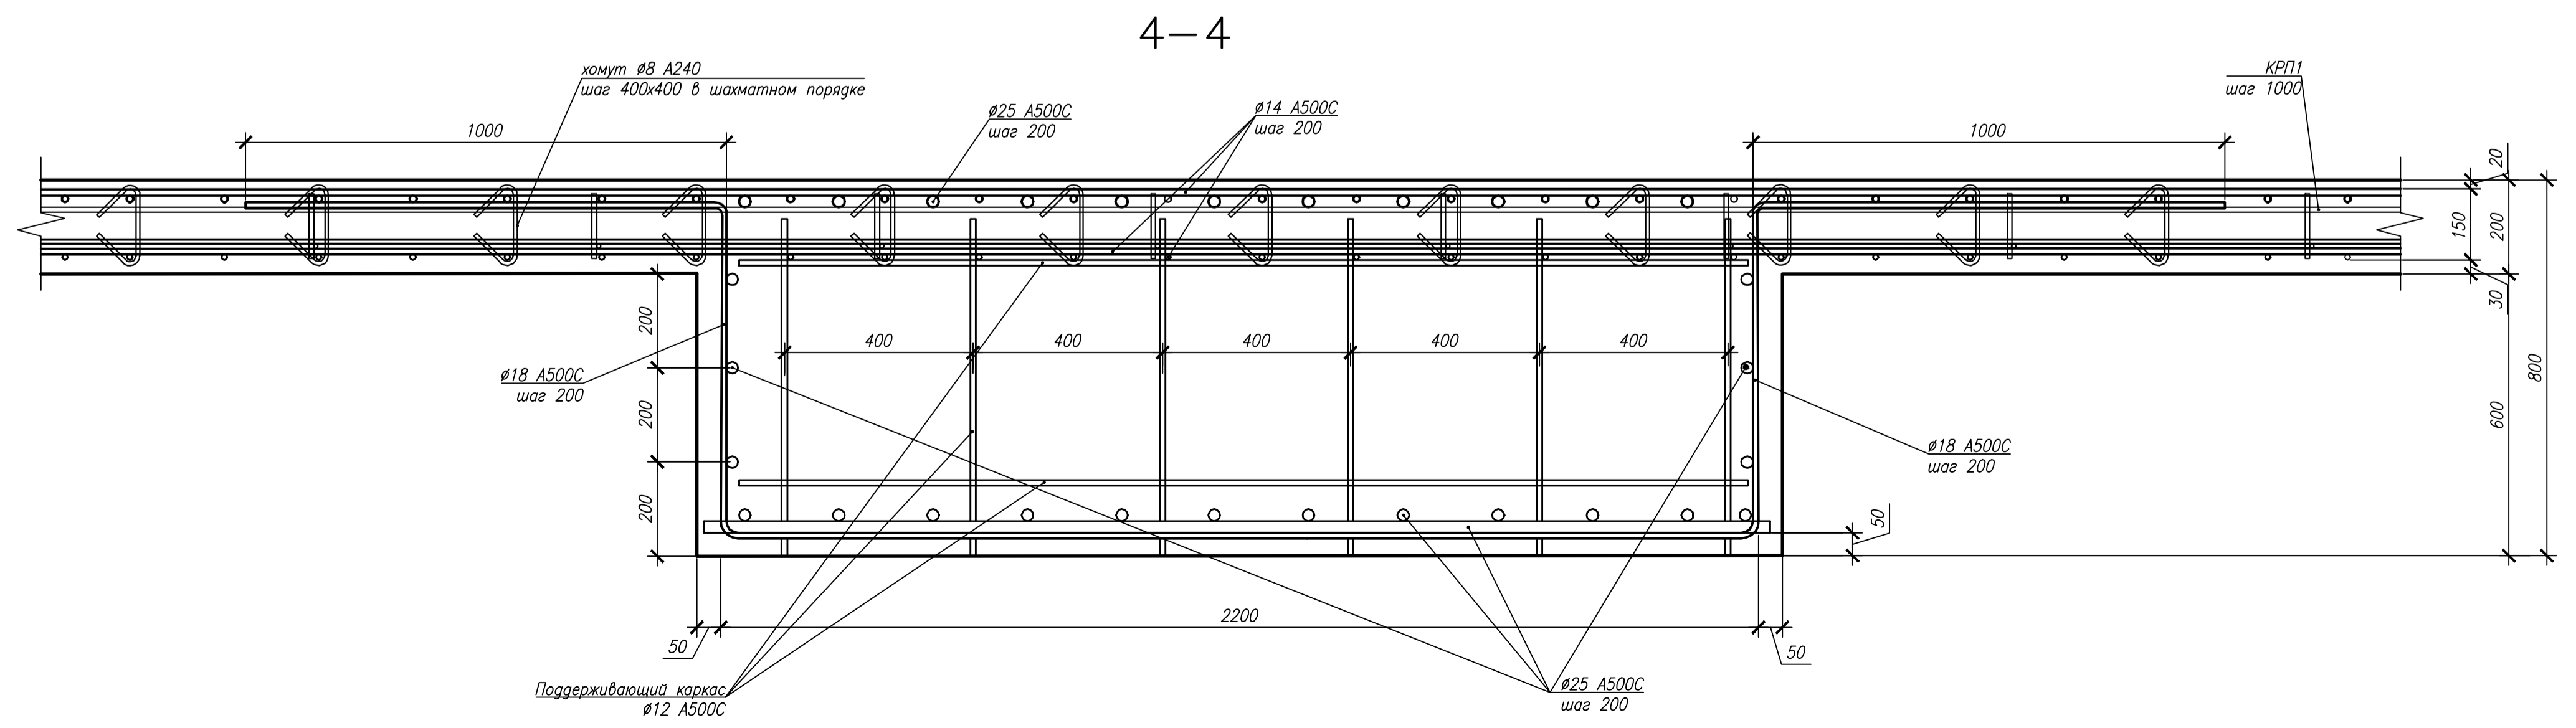 4-4
хомут ø8 А240
шаг 400х400 в шахматном порядке
КРП1
шаг 1000
ø25 А500С
шаг 200
ø14 А500С
шаг 200
1000
1000
20
150
200
30
800
600
200
200
200
400
400
400
400
400
ø18 А500С
шаг 200
ø18 А500С
шаг 200
50
2200
50
50
Поддерживающий каркас
ø12 А500С
ø25 А500С
шаг 200